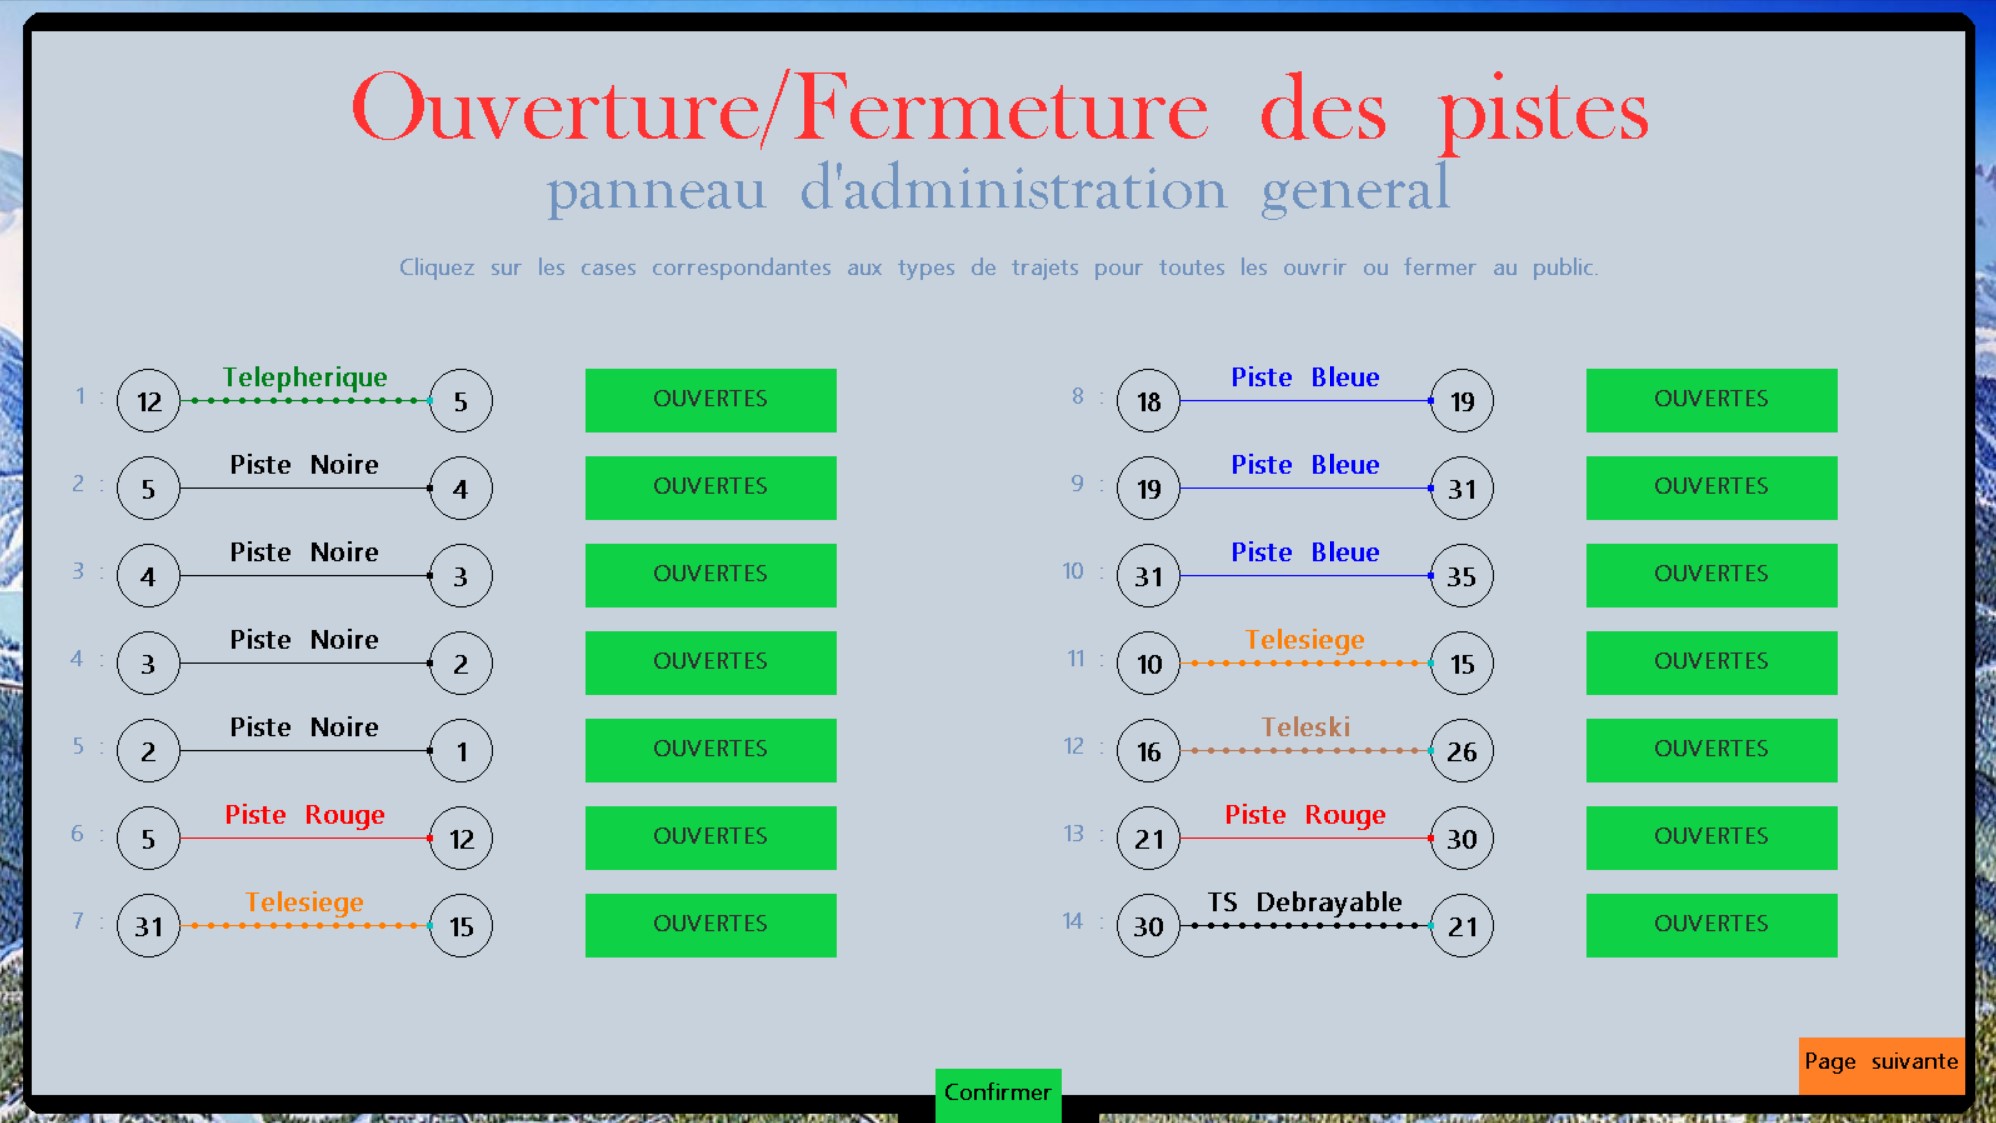 Ouverture/Fermeture des pistes
panneau d'administration general
Cliquez sur les cases correspondantes aux types de trajets pour toutes les ouvrir ou fermer au public.
1 : 12 Telepherique 5 OUVERTES
2 : 5 Piste Noire 4 OUVERTES
3 : 4 Piste Noire 3 OUVERTES
4 : 3 Piste Noire 2 OUVERTES
5 : 2 Piste Noire 1 OUVERTES
6 : 5 Piste Rouge 12 OUVERTES
7 : 31 Telesiege 15 OUVERTES
8 : 18 Piste Bleue 19 OUVERTES
9 : 19 Piste Bleue 31 OUVERTES
10 : 31 Piste Bleue 35 OUVERTES
11 : 10 Telesiege 15 OUVERTES
12 : 16 Teleski 26 OUVERTES
13 : 21 Piste Rouge 30 OUVERTES
14 : 30 TS Debrayable 21 OUVERTES
Page suivante
Confirmer